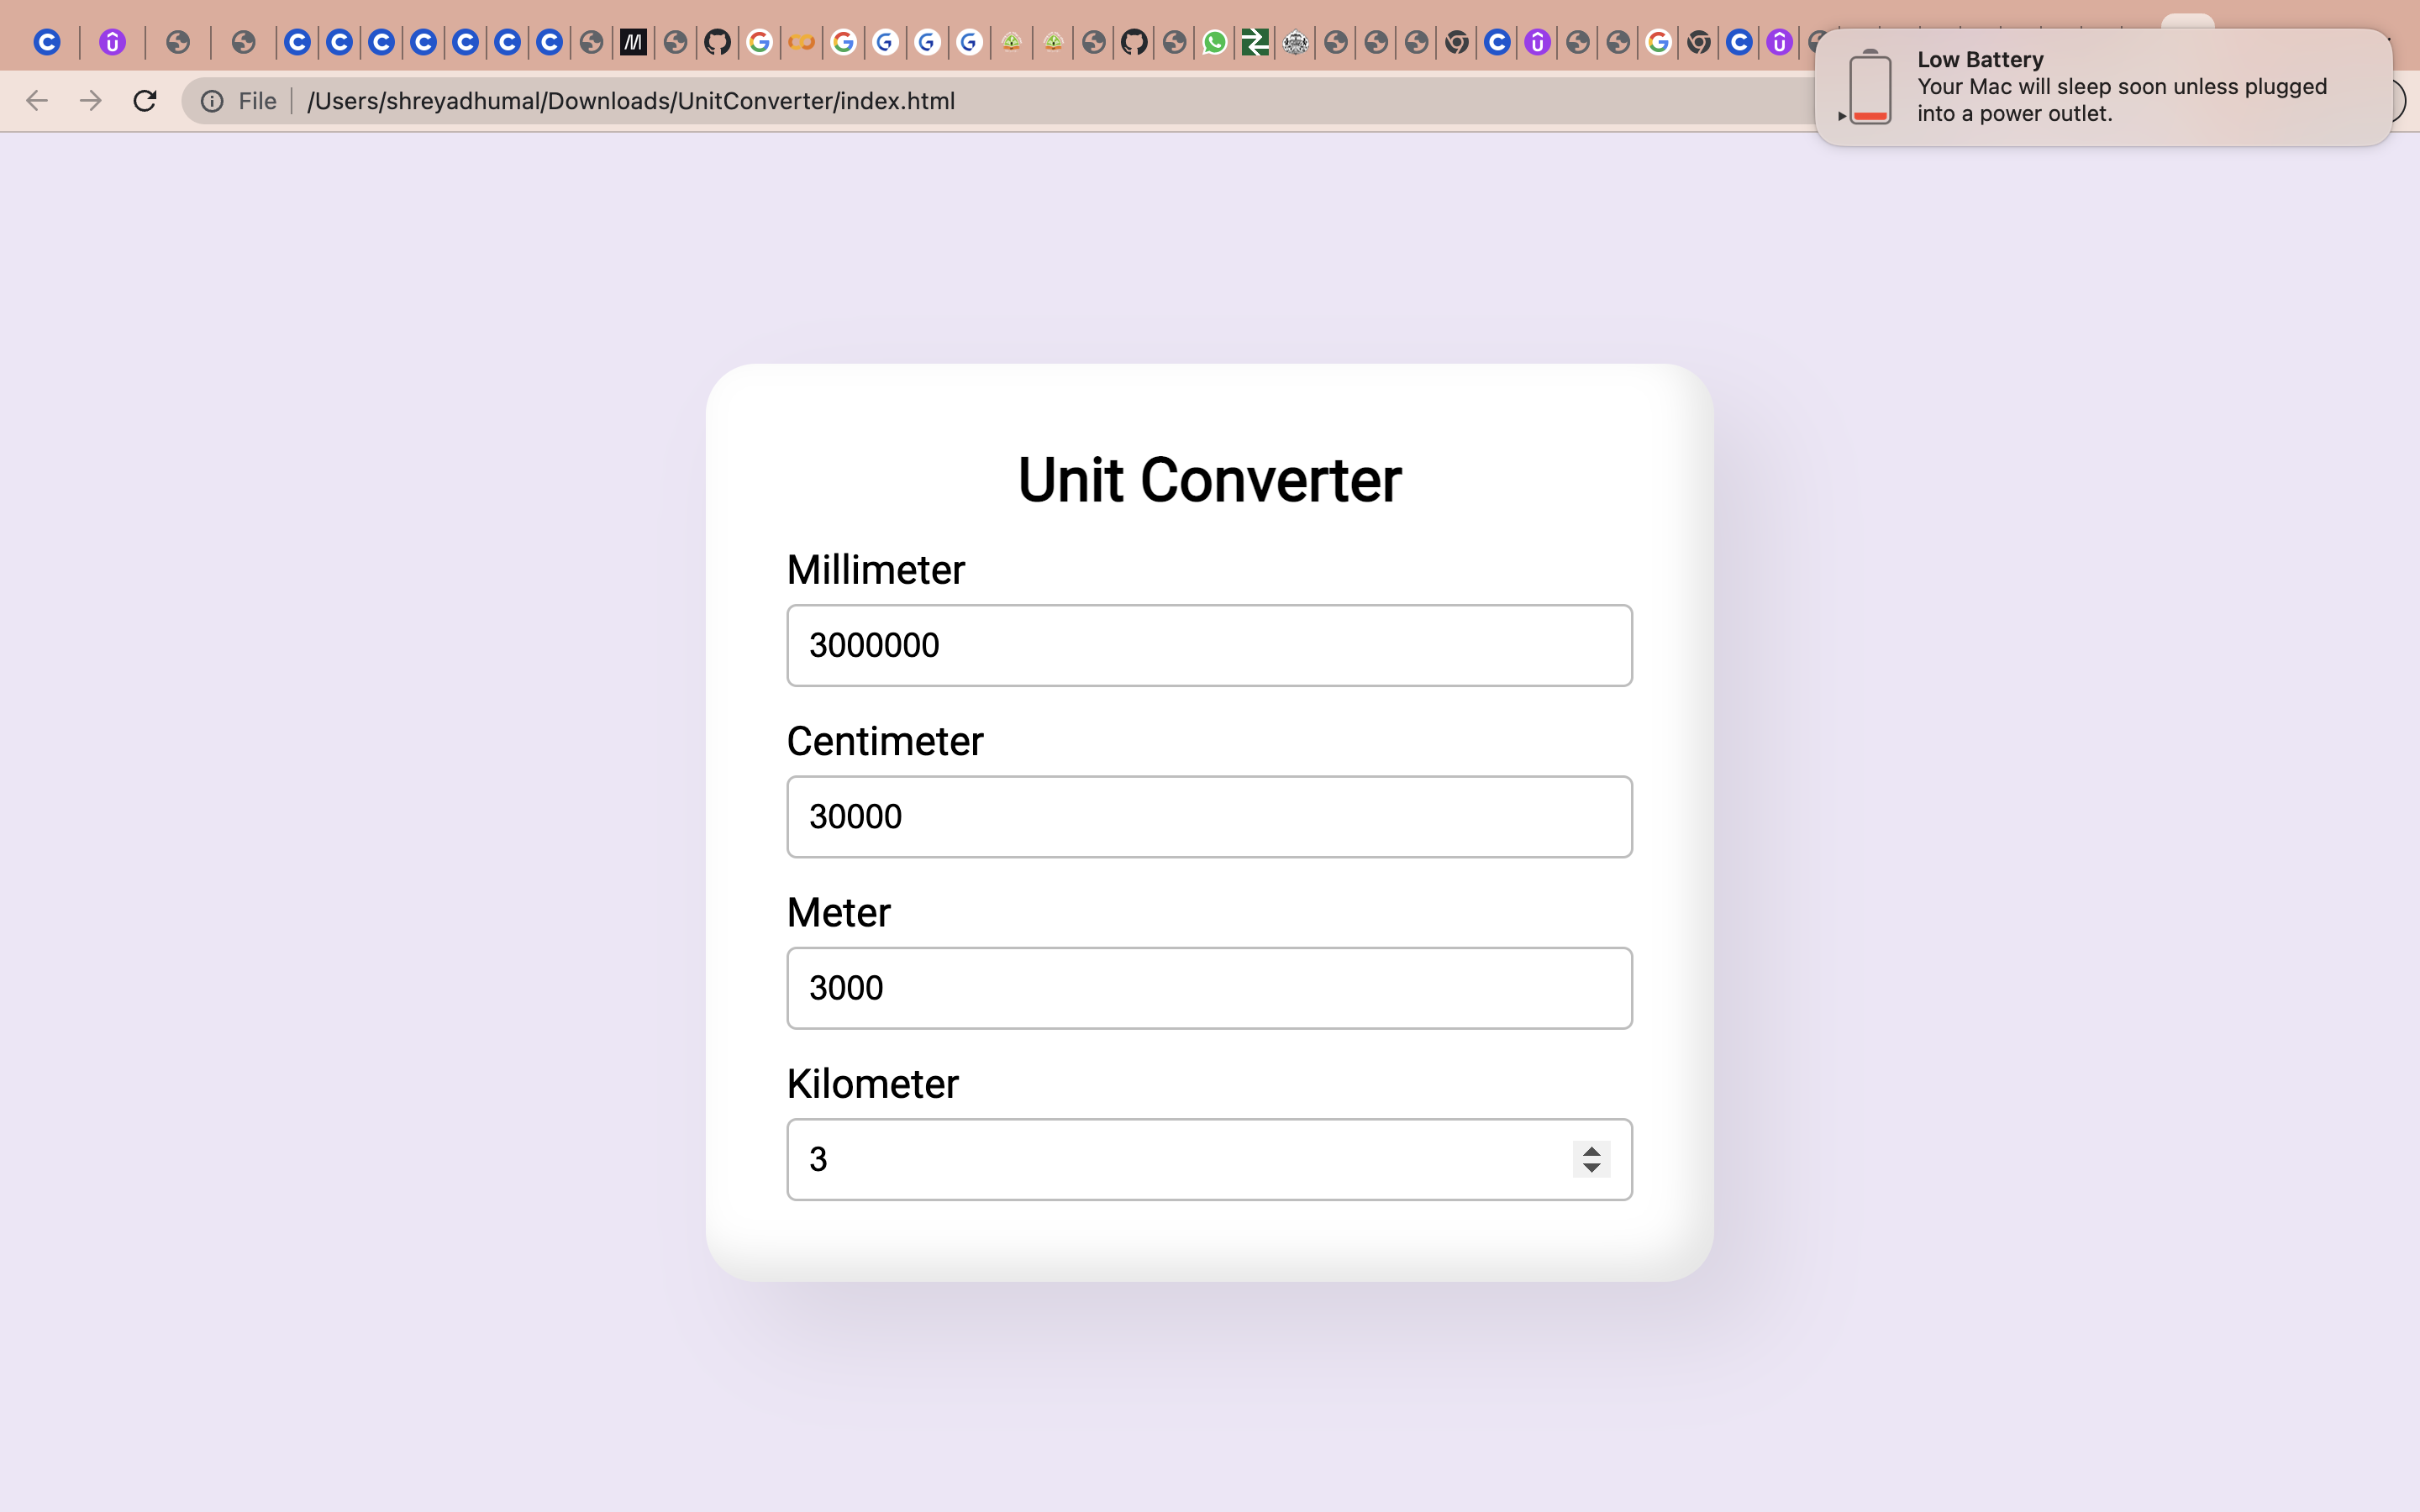 File /Users/shreyadhumal/Downloads/UnitConverter/index.html
Low Battery
Your Mac will sleep soon unless plugged
into a power outlet.
Unit Converter
Millimeter
3000000
Centimeter
30000
Meter
3000
Kilometer
3